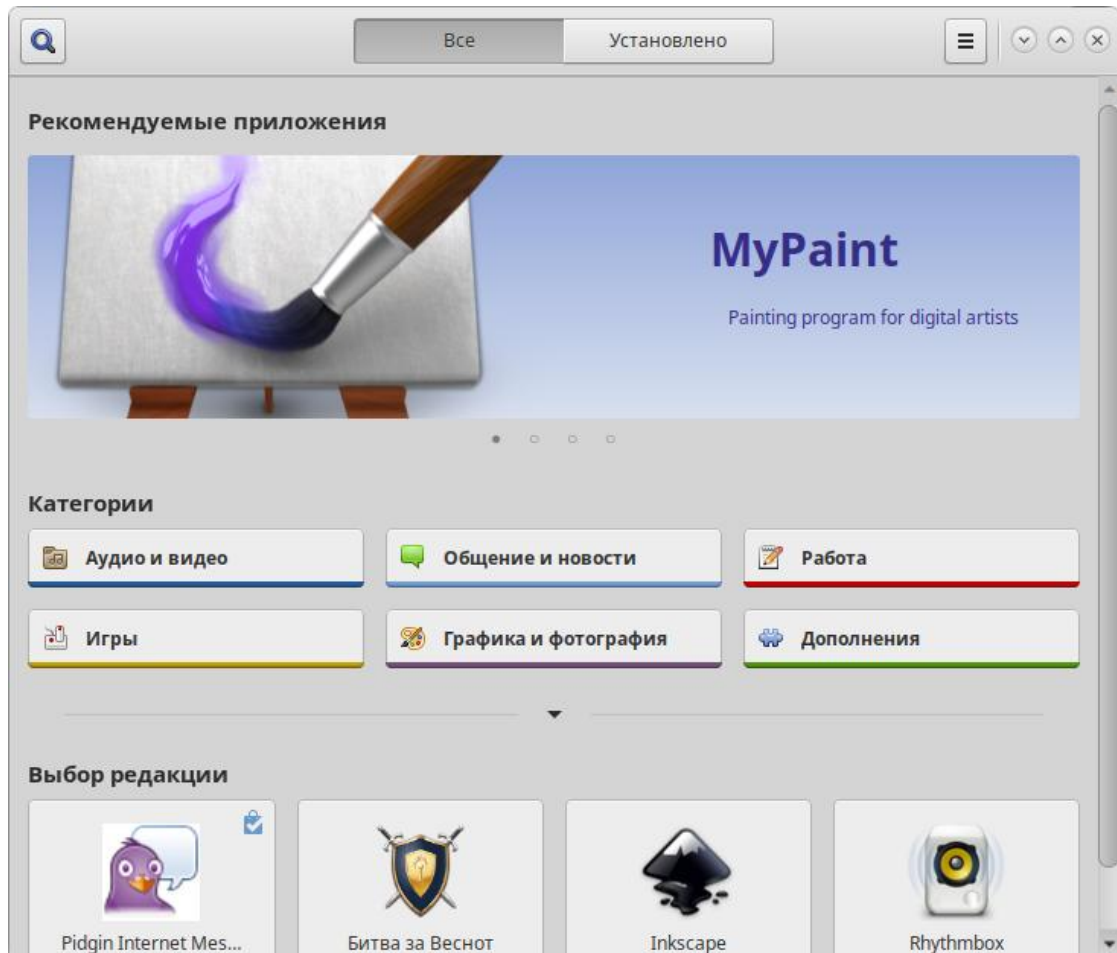 Все
Установлено
Рекомендуемые приложения
MyPaint
Painting program for digital artists
Категории
Аудио и видео
Общение и новости
Работа
Игры
Графика и фотография
Дополнения
Выбор редакции
Pidgin Internet Mes...
Битва за Веснот
Inkscape
Rhythmbox